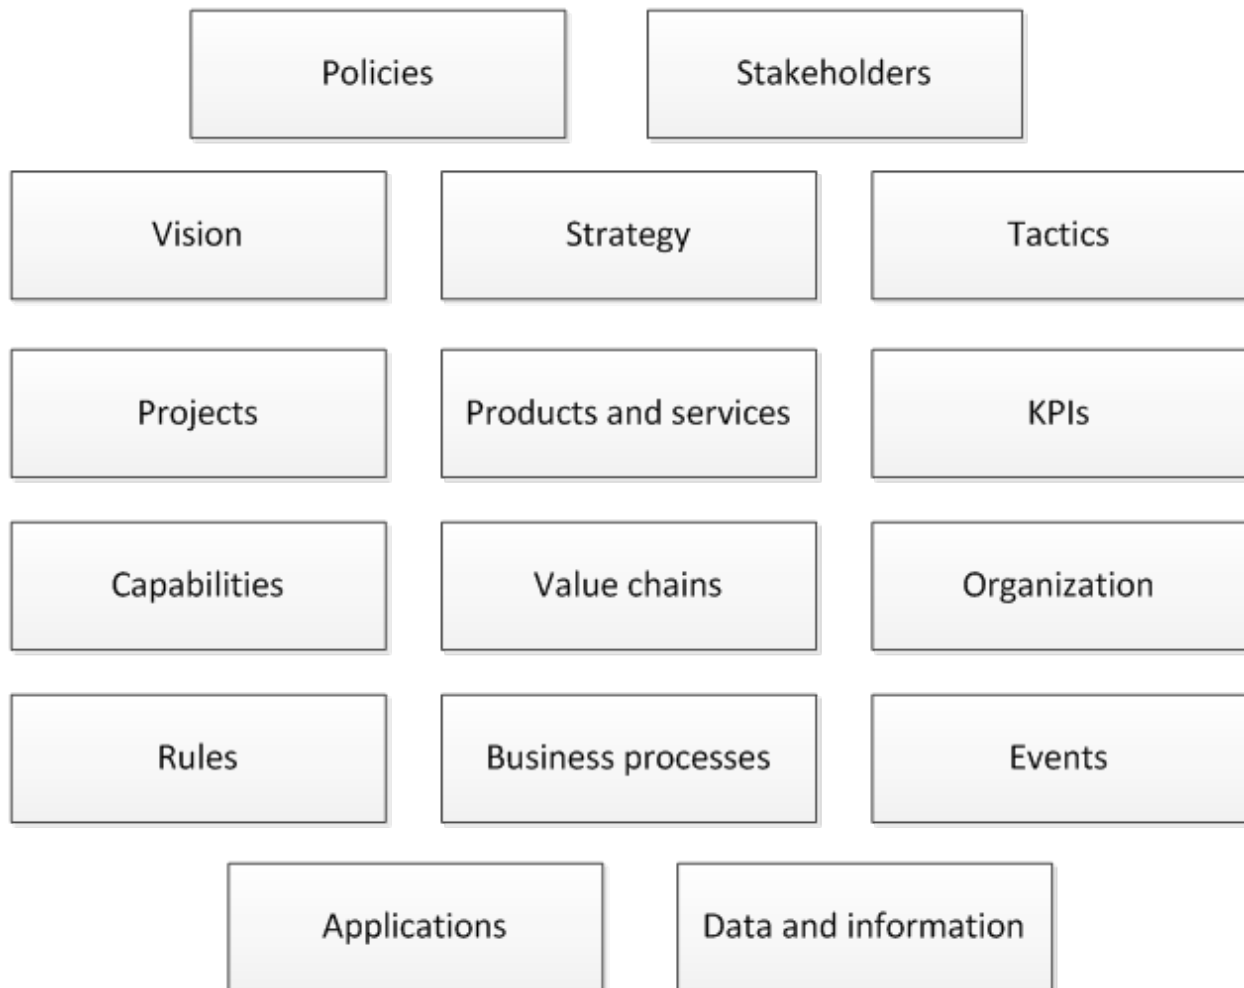 Policies
Stakeholders
Vision
Strategy
Tactics
Projects
Products and services
KPIs
Capabilities
Value chains
Organization
Rules
Business processes
Events
Applications
Data and information